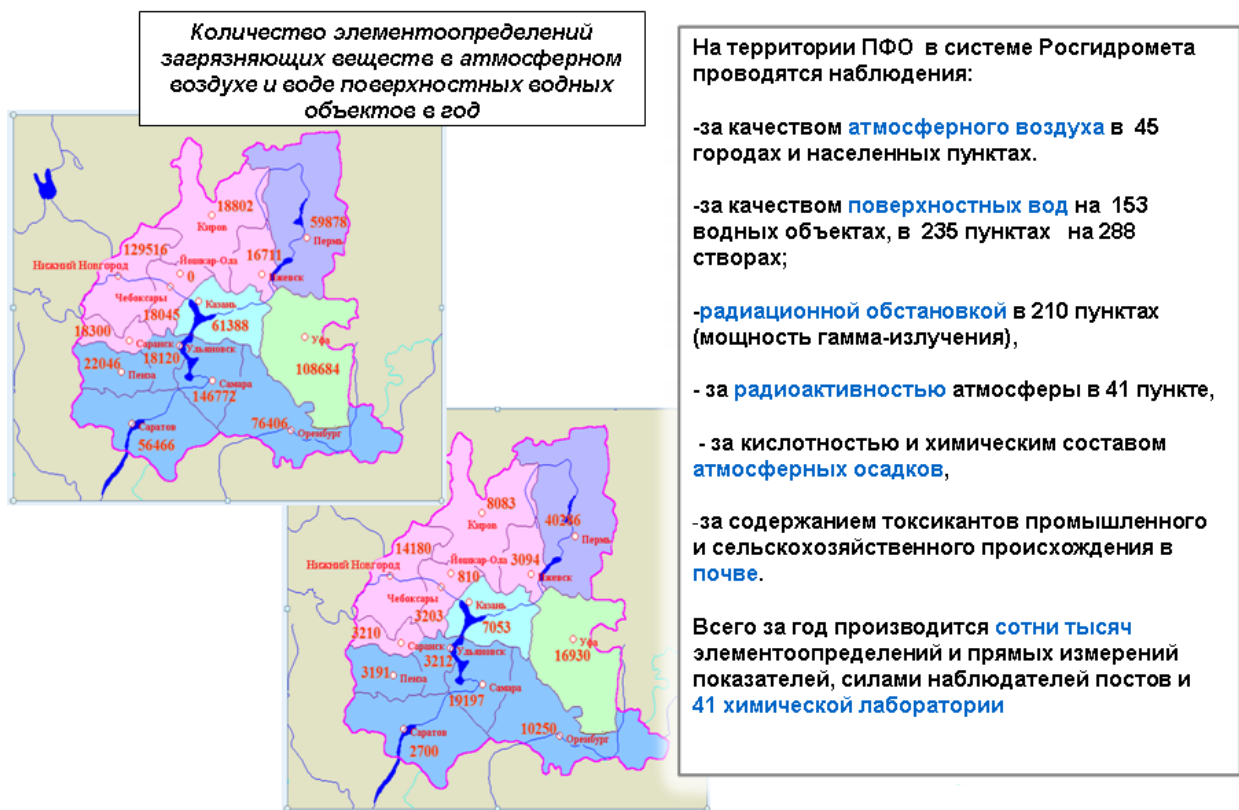 Количество элементоопределений
загрязняющих веществ в атмосферном
воздухе и воде поверхностных водных
объектов в год
18802
Киров
59878
Пермь
129516
Нижний Новгород
Йошкар-Ола
0
16711
Ижевск
Чебоксары
18045
Казань
61388
18300
Саранск
18120
Ульяновск
Уфа
108684
22046
Пенза
Самара
146772
Саратов
56466
76406
Оренбург
8083
Киров
40286
Пермь
14180
Нижний Новгород
Йошкар-Ола
810
3094
Ижевск
Чебоксары
3203
Казань
7053
3210
Саранск
3212
Ульяновск
Уфа
16930
3191
Пенза
Самара
19197
Саратов
2700
10250
Оренбург
На территории ПФО в системе Росгидромета
проводятся наблюдения:
-за качеством атмосферного воздуха в 45
городах и населенных пунктах.
-за качеством поверхностных вод на 153
водных объектах, в 235 пунктах на 288
створах;
-радиационной обстановкой в 210 пунктах
(мощность гамма-излучения),
- за радиоактивностью атмосферы в 41 пункте,
- за кислотностью и химическим составом
атмосферных осадков,
-за содержанием токсикантов промышленного
и сельскохозяйственного происхождения в
почве.
Всего за год производится сотни тысяч
элементоопределений и прямых измерений
показателей, силами наблюдателей постов и
41 химической лаборатории